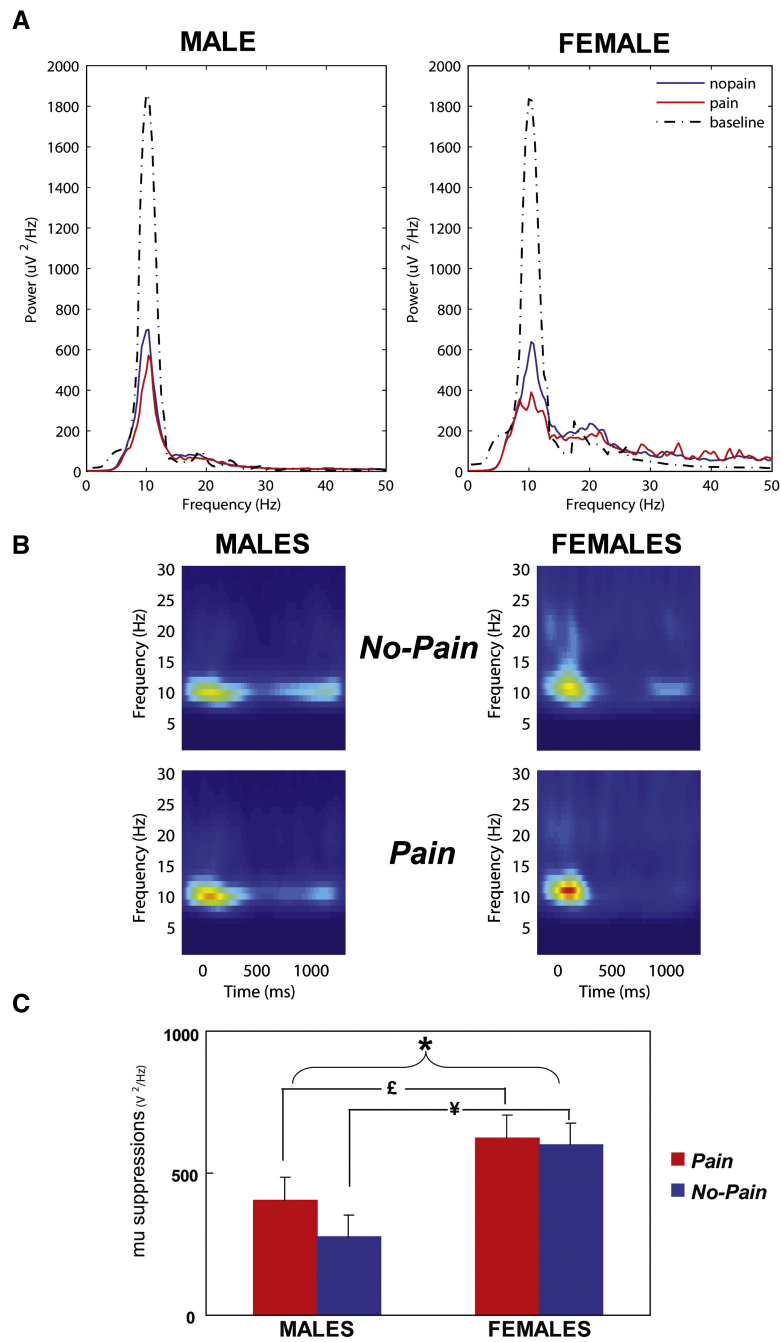 A
MALE
FEMALE
2000
1800
1600
1400
1200
1000
800
600
400
200
0
Power (uV 2/Hz)
0 10 20 30 40 50
Frequency (Hz)
2000
1800
1600
1400
1200
1000
800
600
400
200
0
Power (uV 2/Hz)
0 10 20 30 40 50
Frequency (Hz)
nopain
pain
baseline
B
MALES
FEMALES
30
25
20
15
10
5
Frequency (Hz)
No-Pain
30
25
20
15
10
5
Frequency (Hz)
30
25
20
15
10
5
Frequency (Hz)
0 500 1000
Time (ms)
Pain
30
25
20
15
10
5
Frequency (Hz)
0 500 1000
Time (ms)
C
1000
500
0
mu suppressions (V 2/Hz)
*
£
¥
MALES
FEMALES
Pain
No-Pain